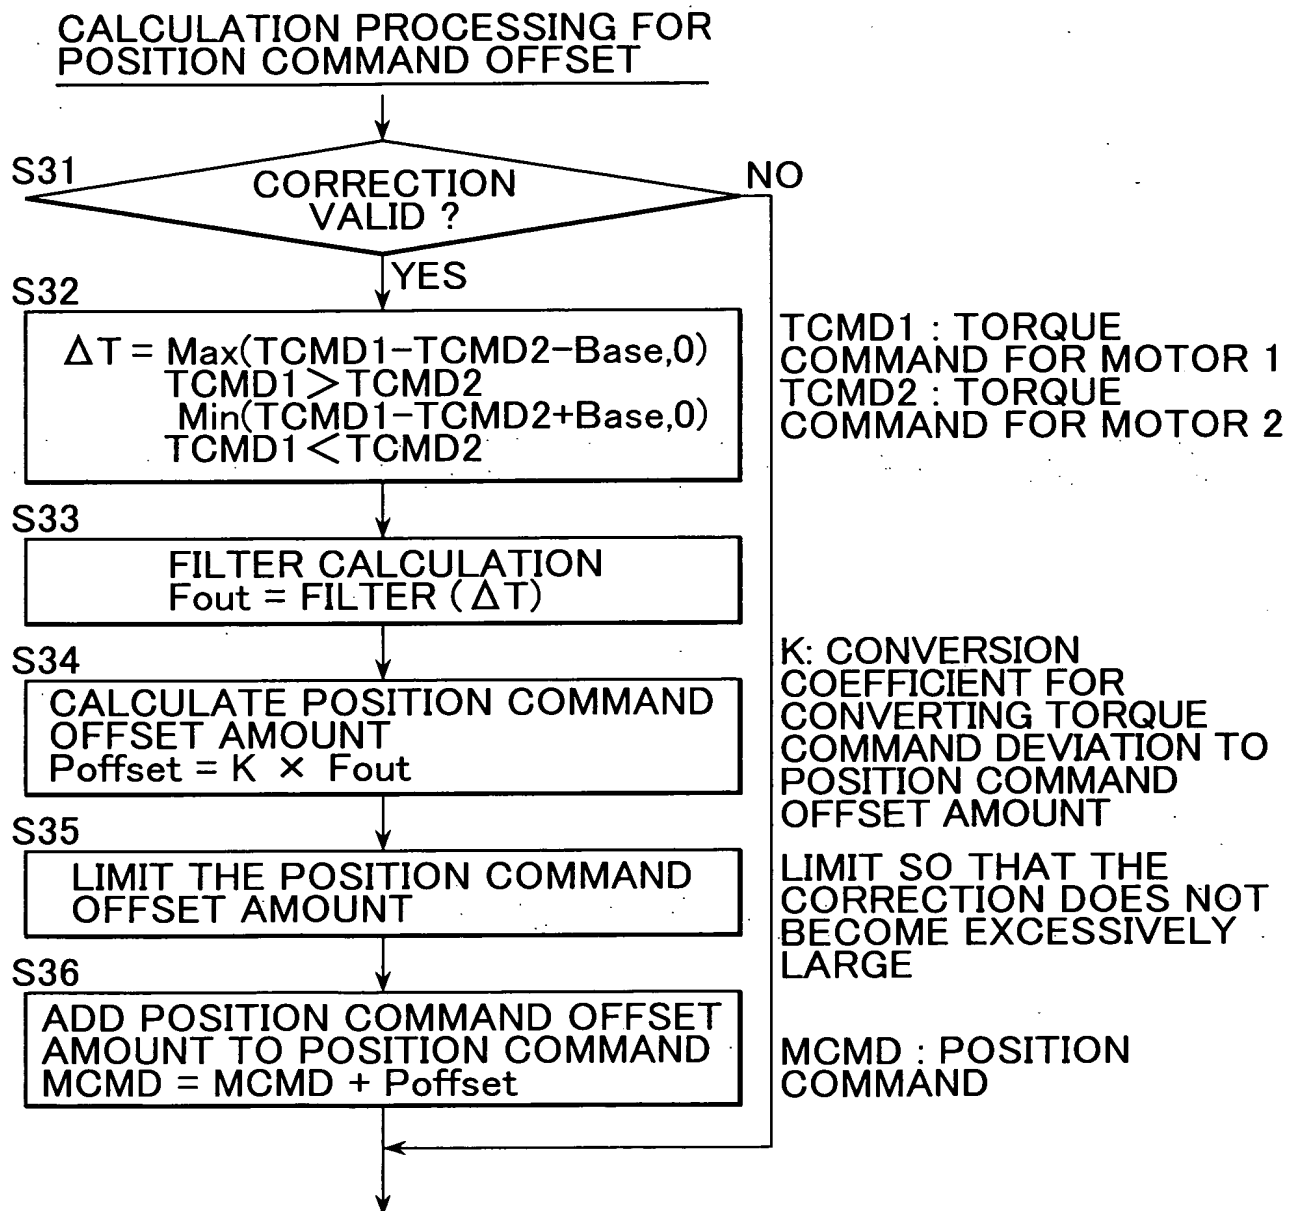 CALCULATION PROCESSING FOR
POSITION COMMAND OFFSET
S31
CORRECTION
VALID ?
NO
YES
S32
ΔT = Max(TCMD1-TCMD2-Base,0)
TCMD1>TCMD2
Min(TCMD1-TCMD2+Base,0)
TCMD1<TCMD2
TCMD1 : TORQUE
COMMAND FOR MOTOR 1
TCMD2 : TORQUE
COMMAND FOR MOTOR 2
S33
FILTER CALCULATION
Fout = FILTER (ΔT)
S34
CALCULATE POSITION COMMAND
OFFSET AMOUNT
Poffset = K × Fout
K: CONVERSION
COEFFICIENT FOR
CONVERTING TORQUE
COMMAND DEVIATION TO
POSITION COMMAND
OFFSET AMOUNT
S35
LIMIT THE POSITION COMMAND
OFFSET AMOUNT
LIMIT SO THAT THE
CORRECTION DOES NOT
BECOME EXCESSIVELY
LARGE
S36
ADD POSITION COMMAND OFFSET
AMOUNT TO POSITION COMMAND
MCMD = MCMD + Poffset
MCMD : POSITION
COMMAND